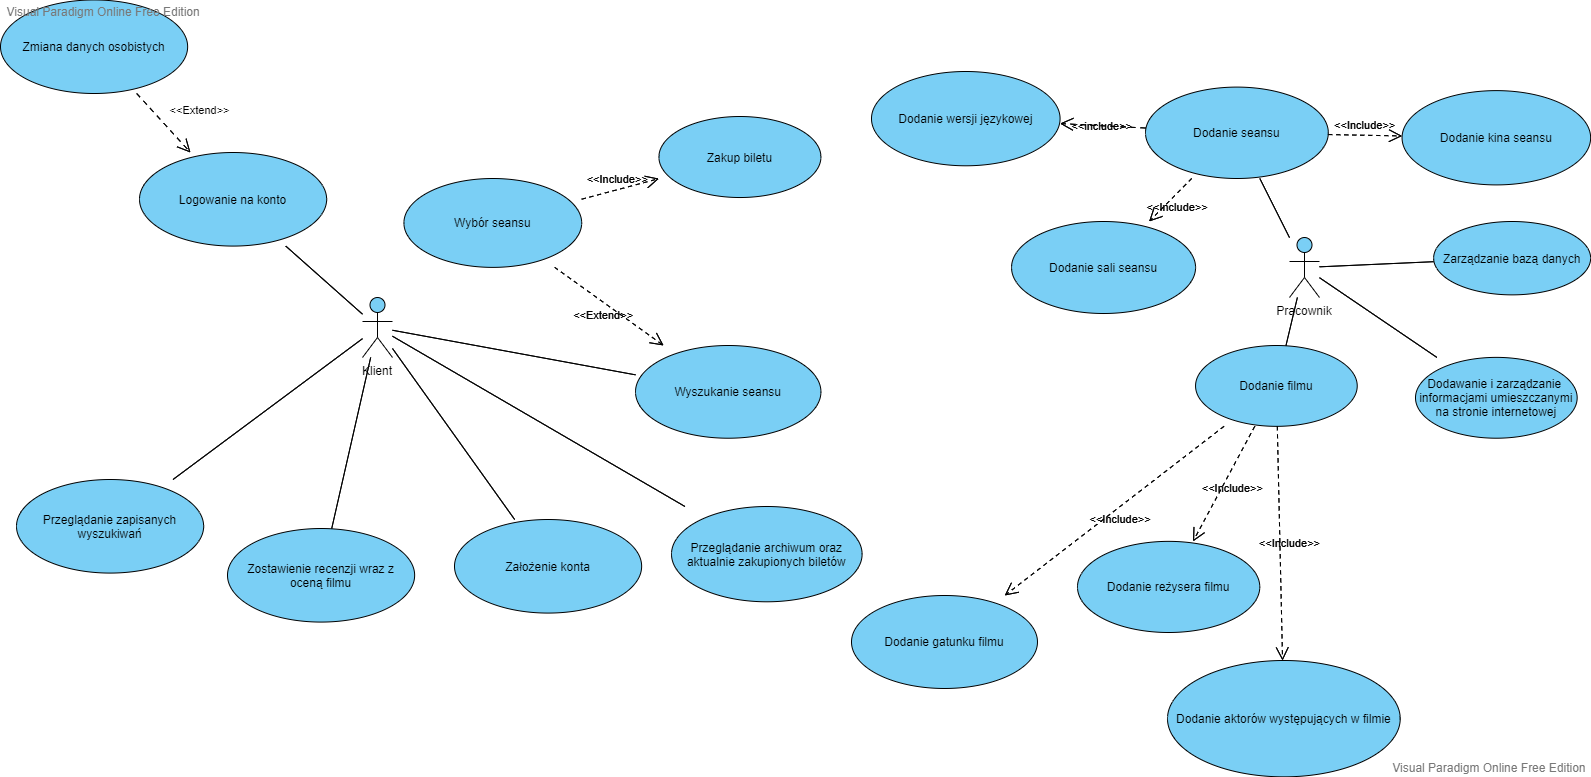 Visual Paradigm Online Free Edition
Zmiana danych osobistych
<<Extend>>
Logowanie na konto
Zakup biletu
<<Include>>
Wybór seansu
<<Extend>>
Wyszukanie seansu
Klient
Przeglądanie zapisanych
wyszukiwań
Zostawienie recenzji wraz z
oceną filmu
Założenie konta
Przeglądanie archiwum oraz
aktualnie zakupionych biletów
Dodanie wersji językowej
<<include>>
Dodanie seansu
<<Include>>
Dodanie kina seansu
<<Include>>
Dodanie sali seansu
Zarządzanie bazą danych
Pracownik
Dodanie filmu
Dodawanie i zarządzanie
informacjami umieszczanymi
na stronie internetowej
<<Include>>
<<Include>>
<<Include>>
Dodanie reżysera filmu
Dodanie gatunku filmu
Dodanie aktorów występujących w filmie
Visual Paradigm Online Free Edition